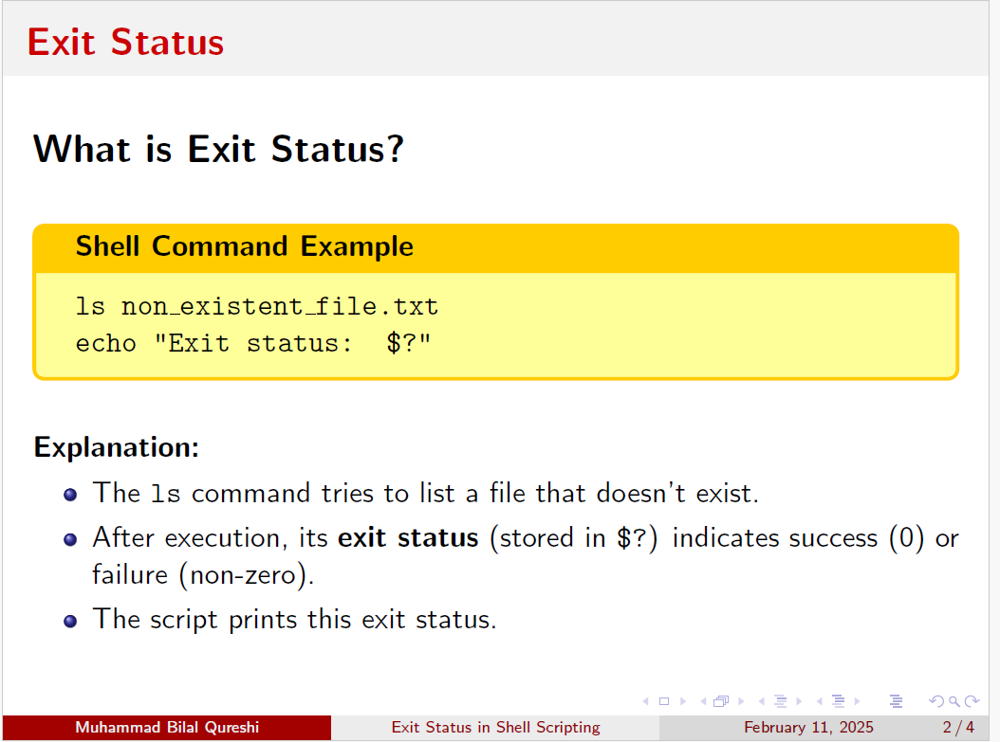 Exit Status
What is Exit Status?
Shell Command Example
ls non_existent_file.txt
echo "Exit status:  $?"
Explanation:
The ls command tries to list a file that doesn't exist.
After execution, its exit status (stored in $?) indicates success (0) or
failure (non-zero).
The script prints this exit status.
Muhammad Bilal Qureshi
Exit Status in Shell Scripting
February 11, 2025
2 / 4